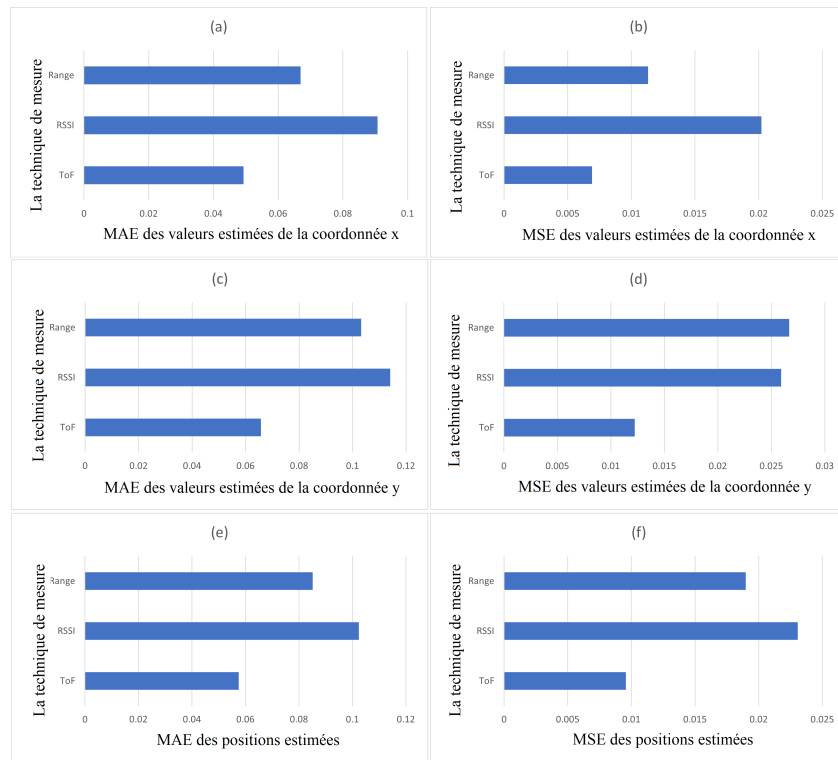 (a)
La technique de mesure
Range
RSSI
ToF
0 0.02 0.04 0.06 0.08 0.1
MAE des valeurs estimées de la coordonnée x
(b)
La technique de mesure
Range
RSSI
ToF
0 0.005 0.01 0.015 0.02 0.025
MSE des valeurs estimées de la coordonnée x
(c)
La technique de mesure
Range
RSSI
ToF
0 0.02 0.04 0.06 0.08 0.1 0.12
MAE des valeurs estimées de la coordonnée y
(d)
La technique de mesure
Range
RSSI
ToF
0 0.005 0.01 0.015 0.02 0.025 0.03
MSE des valeurs estimées de la coordonnée y
(e)
La technique de mesure
Range
RSSI
ToF
0 0.02 0.04 0.06 0.08 0.1 0.12
MAE des positions estimées
(f)
La technique de mesure
Range
RSSI
ToF
0 0.005 0.01 0.015 0.02 0.025
MSE des positions estimées